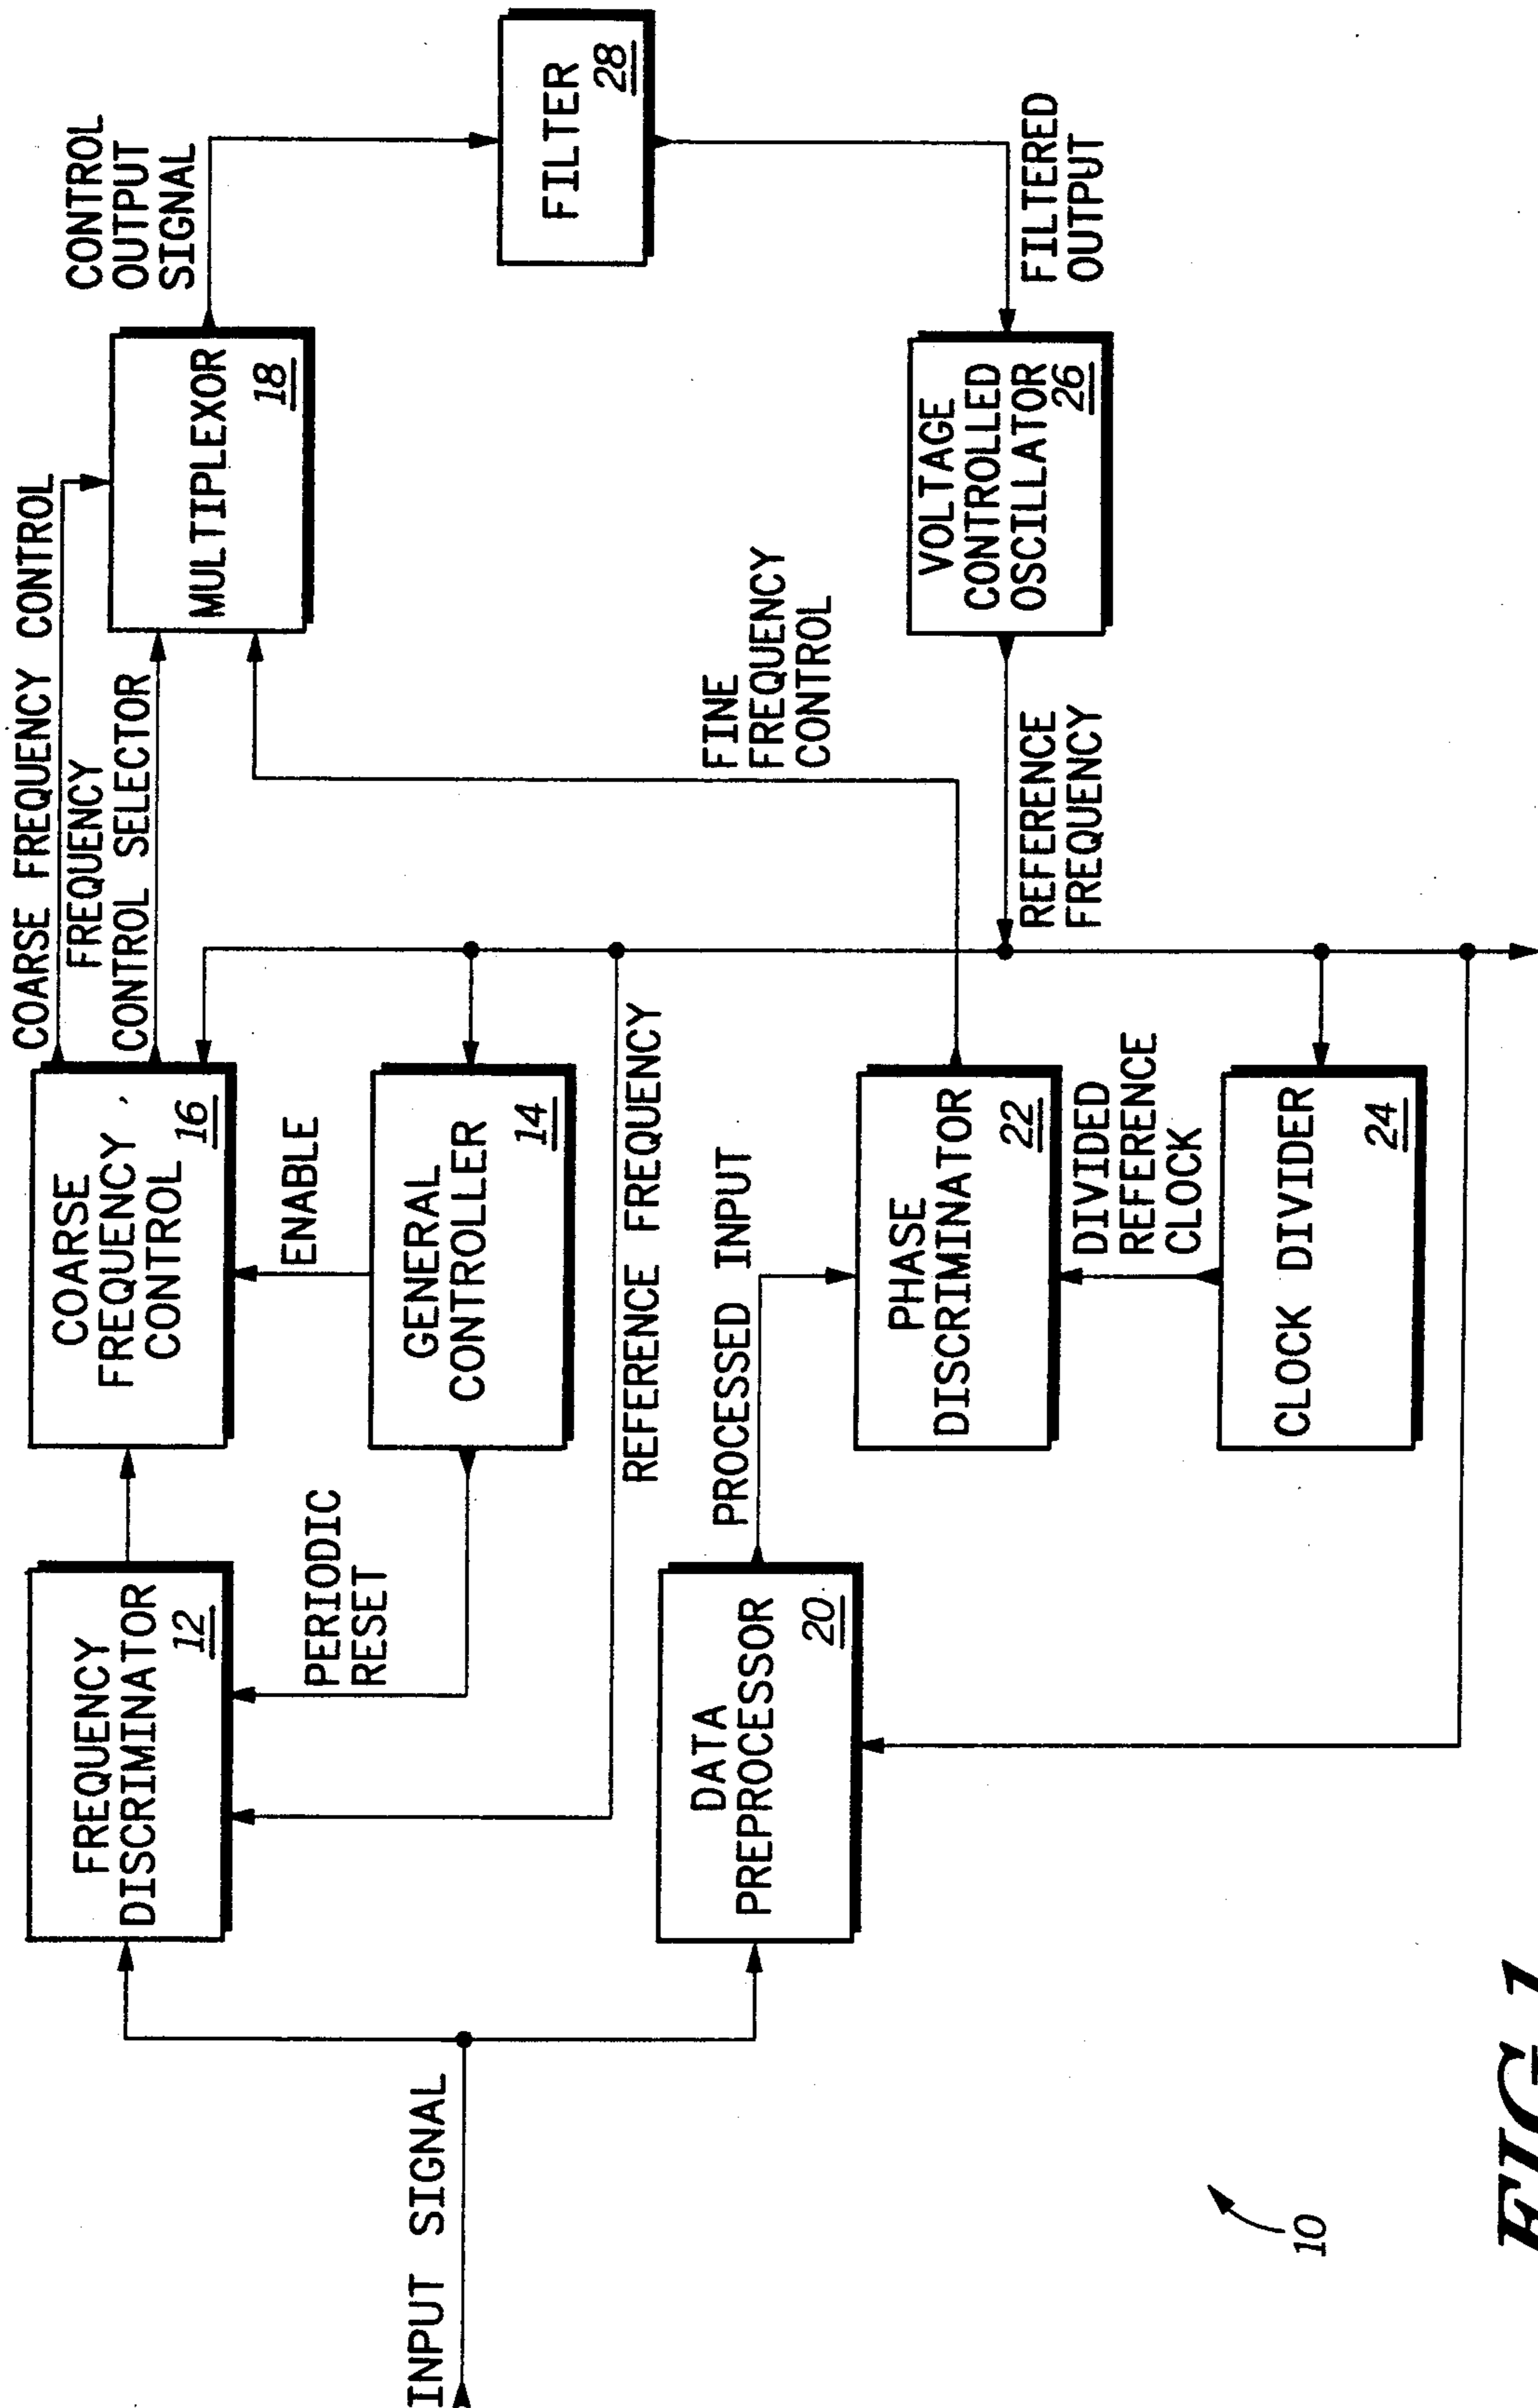 COARSE FREQUENCY CONTROL
FREQUENCY
CONTROL SELECTOR
CONTROL
OUTPUT
SIGNAL
FREQUENCY
DISCRIMINATOR
12
COARSE
FREQUENCY
CONTROL
16
MULTIPLEXOR
18
PERIODIC
RESET
ENABLE
GENERAL
CONTROLLER
14
FILTER
28
INPUT SIGNAL
REFERENCE FREQUENCY
DATA
PREPROCESSOR
20
PROCESSED INPUT
FINE
FREQUENCY
CONTROL
PHASE
DISCRIMINATOR
22
VOLTAGE
CONTROLLED
OSCILLATOR
26
FILTERED
OUTPUT
REFERENCE
FREQUENCY
DIVIDED
REFERENCE
CLOCK
CLOCK DIVIDER
24
10
FIG.1